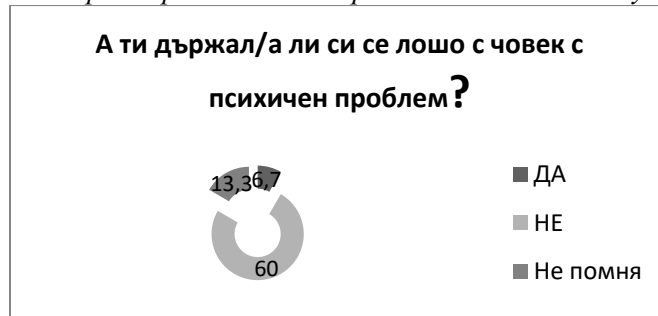 А ти държал/а ли си се лошо с човек с
психичен проблем?
13,3 6,7
ДА
НЕ
60
Не помня